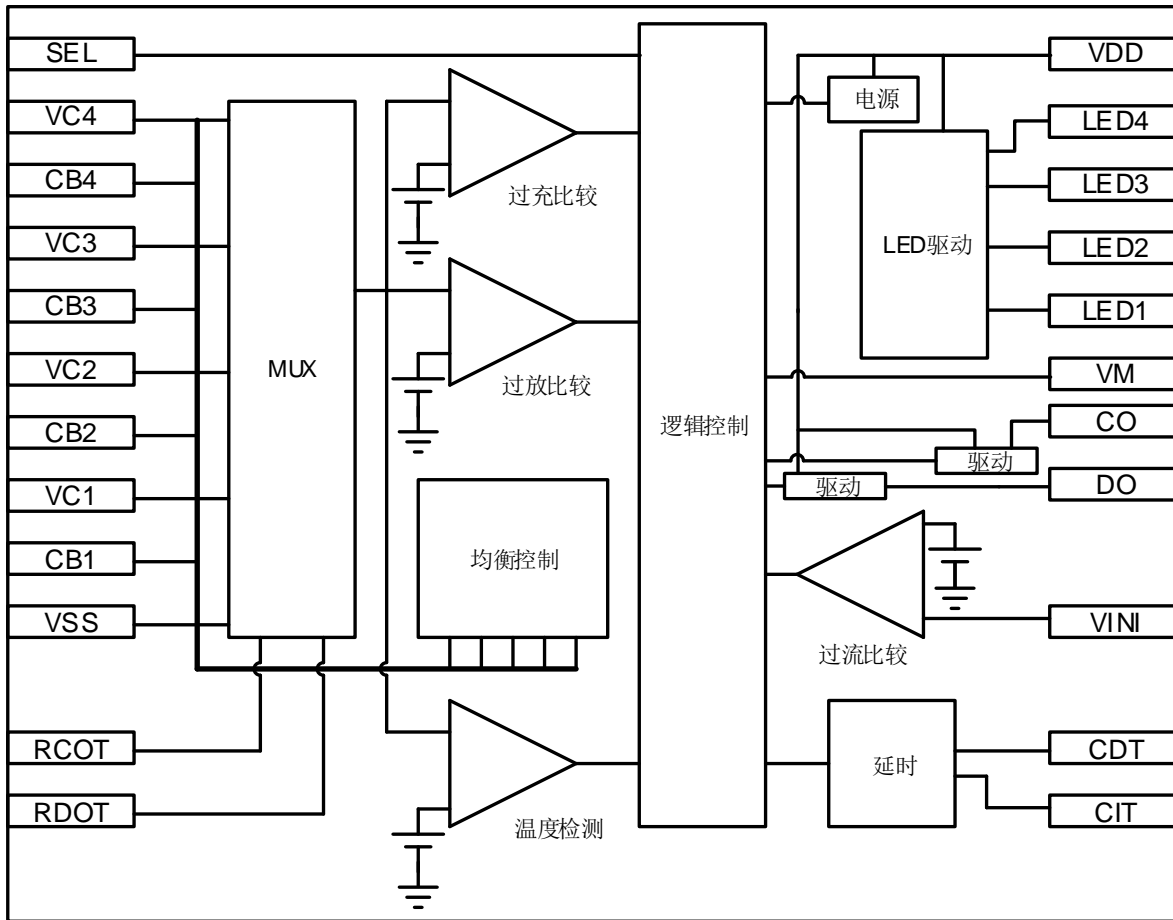 SEL
VC4
CB4
VC3
CB3
VC2
CB2
VC1
CB1
VSS
RCOT
RDOT
MUX
过充比较
过放比较
均衡控制
温度检测
逻辑控制
电源
LED驱动
驱动
驱动
过流比较
延时
VDD
LED4
LED3
LED2
LED1
VM
CO
DO
VINI
CDT
CIT